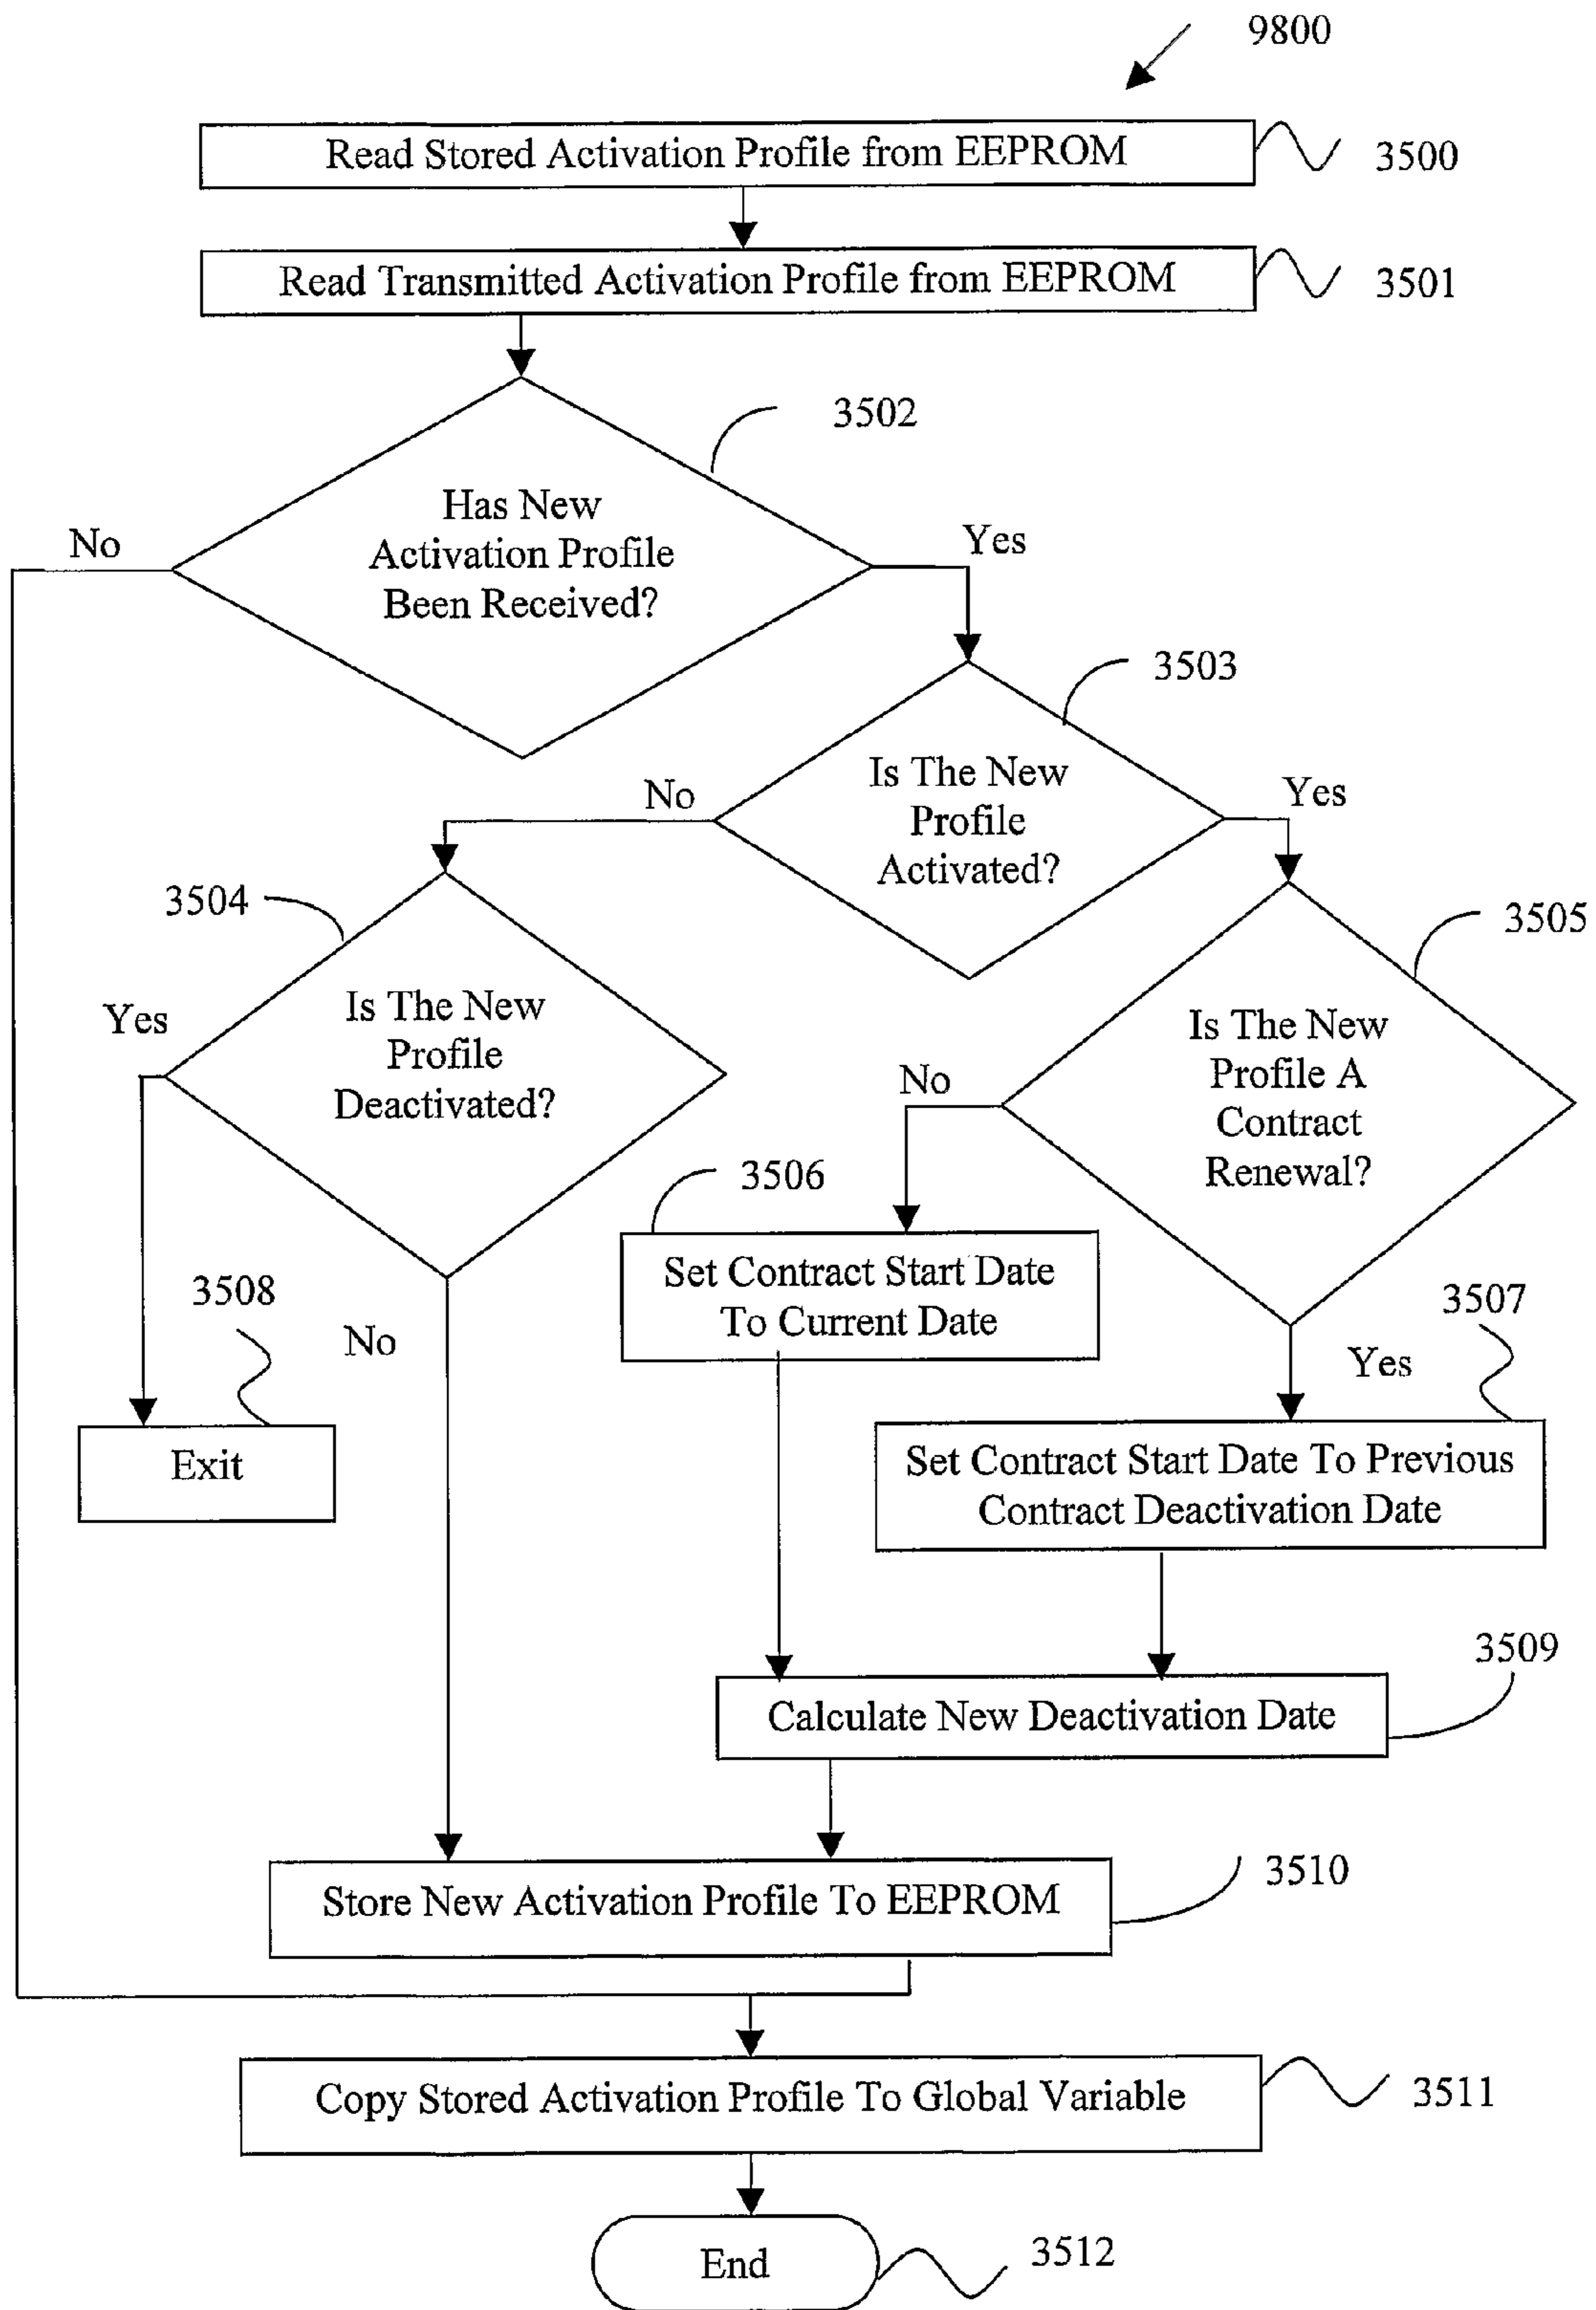 9800
Read Stored Activation Profile from EEPROM
3500
Read Transmitted Activation Profile from EEPROM
3501
3502
Has New
Activation Profile
Been Received?
No
Yes
3503
Is The New
Profile
Activated?
No
Yes
3504
Is The New
Profile
Deactivated?
Yes
No
3505
Is The New
Profile A
Contract
Renewal?
No
Yes
3506
Set Contract Start Date
To Current Date
3507
Set Contract Start Date To Previous
Contract Deactivation Date
3508
Exit
3509
Calculate New Deactivation Date
3510
Store New Activation Profile To EEPROM
Copy Stored Activation Profile To Global Variable
3511
End
3512